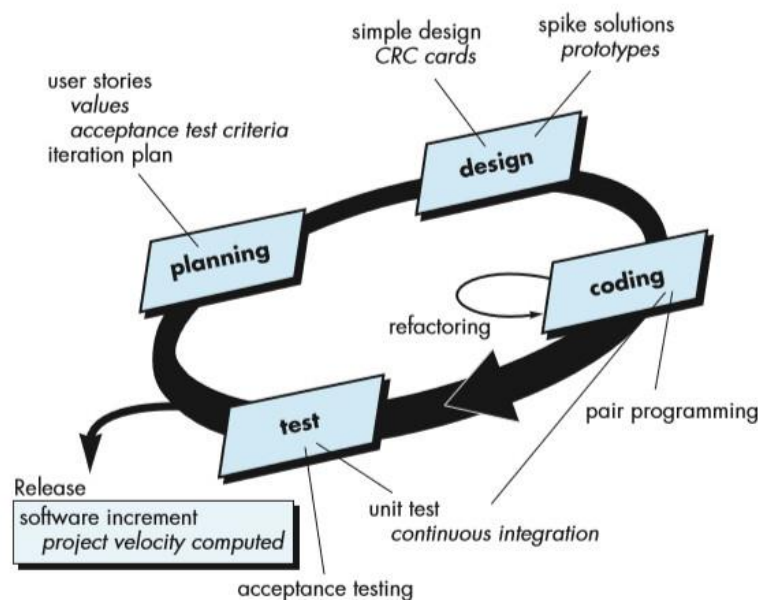 simple design
CRC cards
spike solutions
prototypes
user stories
values
acceptance test criteria
iteration plan
design
planning
coding
refactoring
test
pair programming
unit test
continuous integration
Release
software increment
project velocity computed
acceptance testing